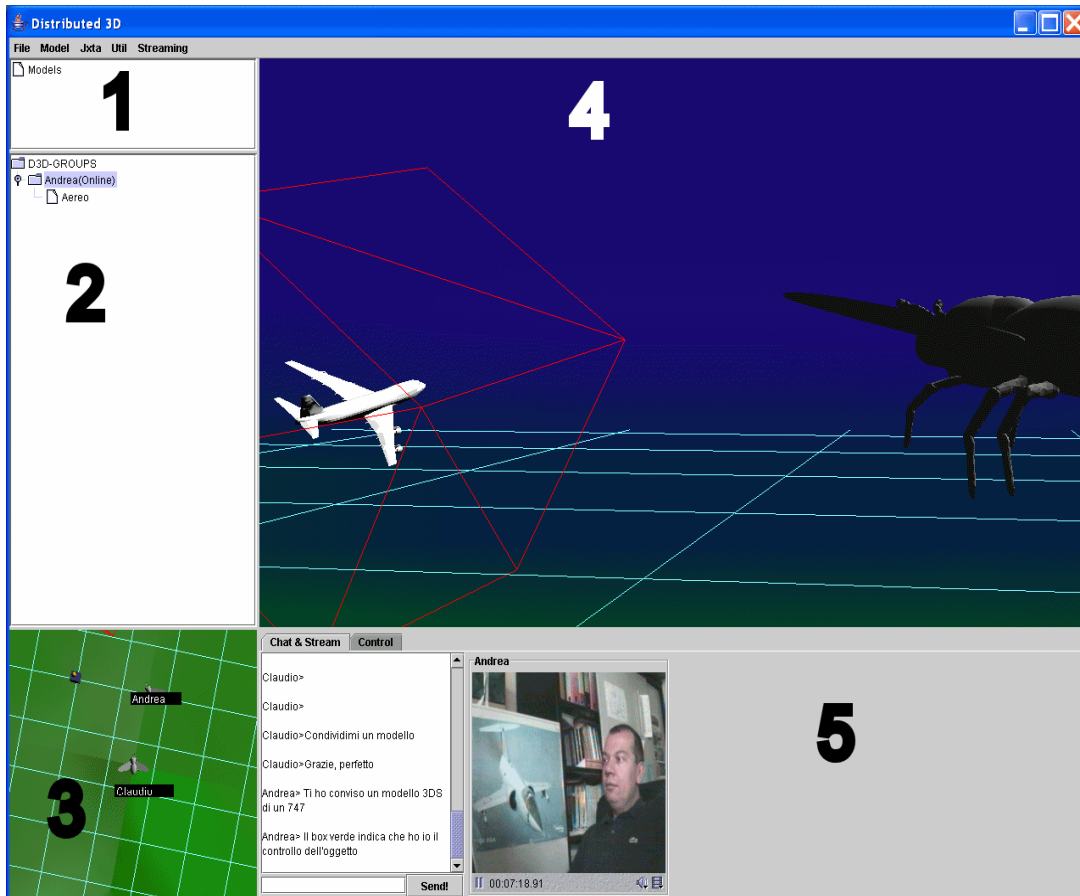 Distributed 3D
File Model Jxta Util Streaming
Models
1
4
D3D-GROUPS
Andrea(Online)
Aereo
2
Chat & Stream Control
Andrea
Claudio>
Claudio>
Claudio>Condividimi un modello
Claudio>Grazie, perfetto
Andrea> Ti ho conviso un modello 3DS
di un 747
Andrea> Il box verde indica che ho io il
controllo dell'oggetto
Send!
00:07:18.91
5
Andrea
Claudio
3